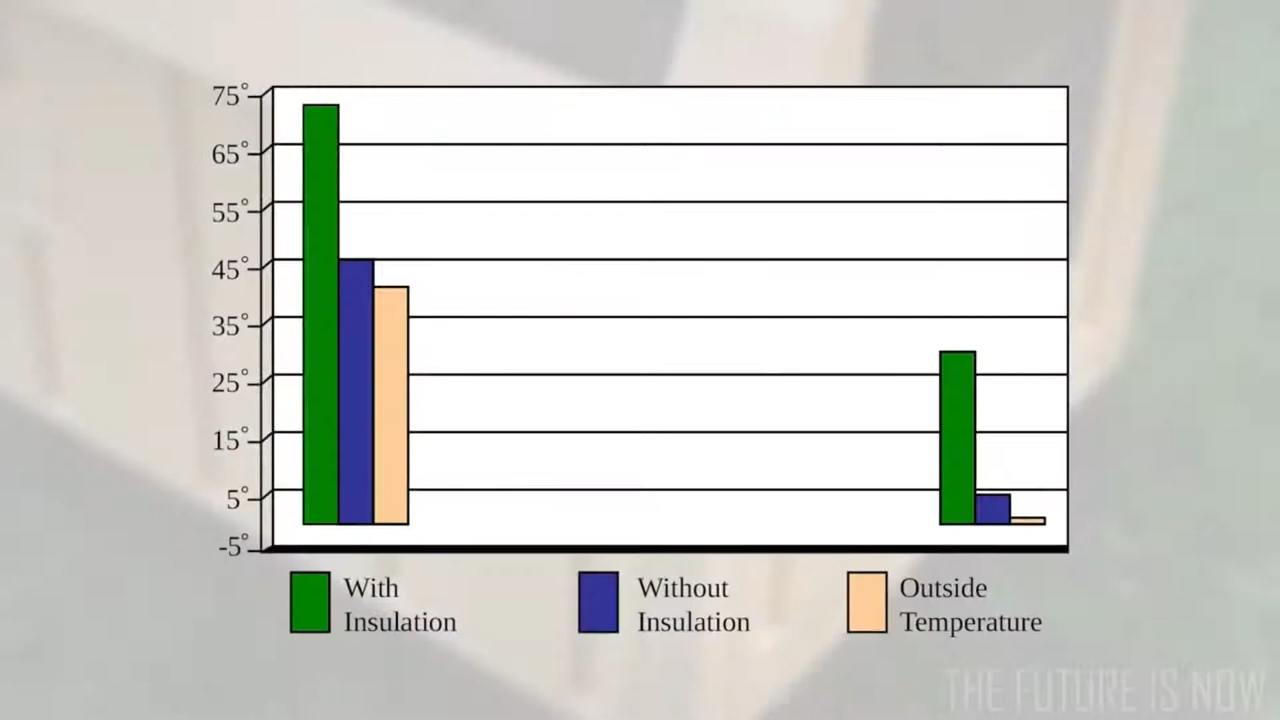 75°
65°
55°
45°
35°
25°
15°
5°
-5°
With
Insulation
Without
Insulation
Outside
Temperature
THE FUTURE IS NOW